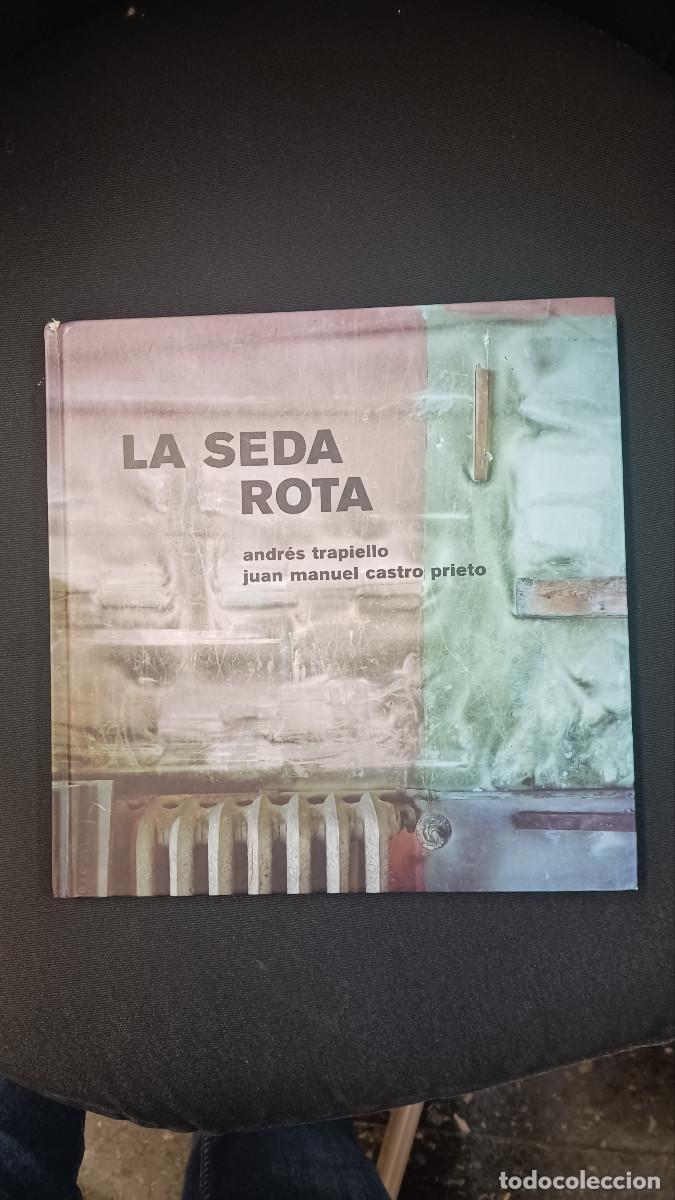 LA SEDA
ROTA
andrés trapiello
juan manuel castro prieto
todocoleccion